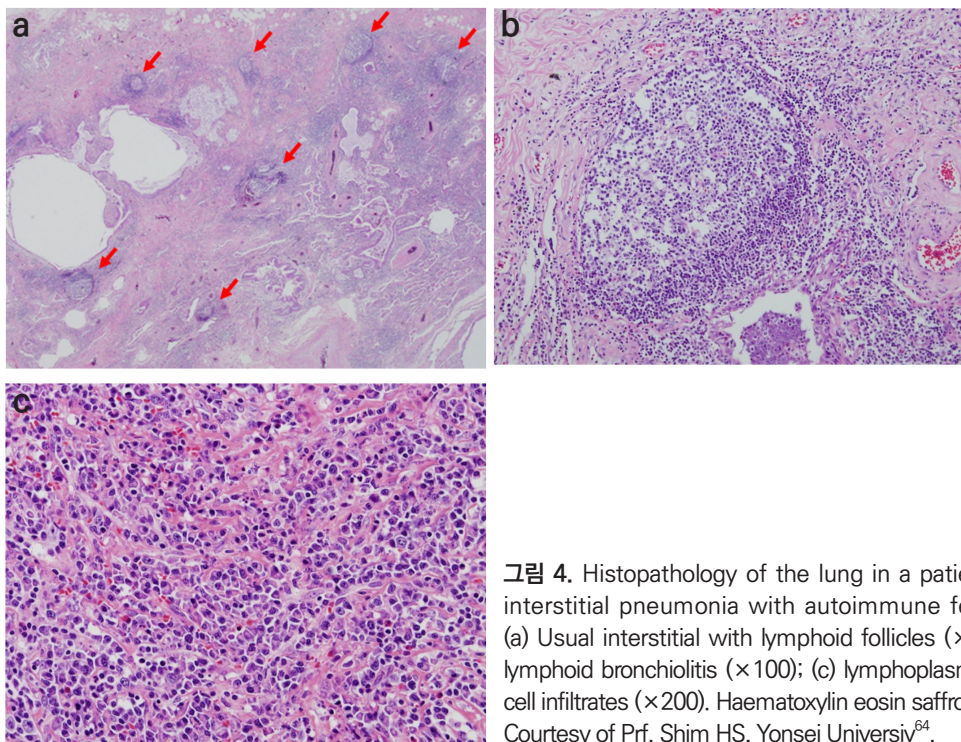 a
b
c
그림 4. Histopathology of the lung in a patie
interstitial pneumonia with autoimmune fe
(a) Usual interstitial with lymphoid follicles (×
lymphoid bronchiolitis (×100); (c) lymphoplasn
cell infiltrates (×200). Haematoxylin eosin saffro
Courtesy of Prf. Shim HS. Yonsei Universiy⁶⁴.